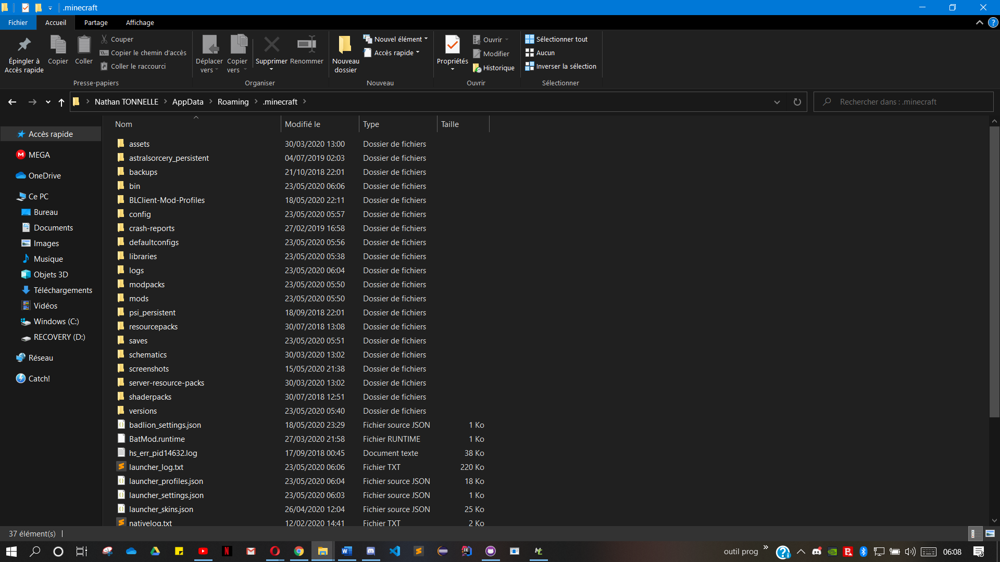 .minecraft
Fichier Accueil Partage Affichage
Épingler à Accès rapide
Copier
Coller
Couper
Copier le chemin d'accès
Coller le raccourci
Presse-papiers
Déplacer vers
Copier vers
Supprimer
Renommer
Organiser
Nouveau dossier
Nouvel élément
Accès rapide
Nouveau
Propriétés
Ouvrir
Modifier
Historique
Ouvrir
Sélectionner tout
Aucun
Inverser la sélection
Sélectionner
Nathan TONNELLE > AppData > Roaming > .minecraft >
Rechercher dans : .minecraft
Accès rapide
MEGA
OneDrive
Ce PC
Bureau
Documents
Images
Musique
Objets 3D
Téléchargements
Vidéos
Windows (C:)
RECOVERY (D:)
Réseau
Catch!
Nom Modifié le Type Taille
assets 30/03/2020 13:00 Dossier de fichiers
astralsorcery_persistent 04/07/2019 02:03 Dossier de fichiers
backups 21/10/2018 22:01 Dossier de fichiers
bin 23/05/2020 06:06 Dossier de fichiers
BLClient-Mod-Profiles 18/05/2020 22:11 Dossier de fichiers
config 23/05/2020 05:57 Dossier de fichiers
crash-reports 27/02/2019 16:58 Dossier de fichiers
defaultconfigs 23/05/2020 05:56 Dossier de fichiers
libraries 23/05/2020 05:38 Dossier de fichiers
logs 23/05/2020 06:04 Dossier de fichiers
modpacks 23/05/2020 05:50 Dossier de fichiers
mods 23/05/2020 05:50 Dossier de fichiers
psi_persistent 18/09/2018 22:01 Dossier de fichiers
resourcepacks 30/07/2018 13:08 Dossier de fichiers
saves 23/05/2020 05:51 Dossier de fichiers
schematics 30/03/2020 13:02 Dossier de fichiers
screenshots 15/05/2020 21:38 Dossier de fichiers
server-resource-packs 30/03/2020 13:02 Dossier de fichiers
shaderpacks 30/07/2018 12:51 Dossier de fichiers
versions 23/05/2020 05:40 Dossier de fichiers
badlion_settings.json 18/05/2020 23:29 Fichier source JSON 1 Ko
BatMod.runtime 27/03/2020 21:58 Fichier RUNTIME 1 Ko
hs_err_pid14632.log 17/09/2018 00:45 Document texte 38 Ko
launcher_log.txt 23/05/2020 06:06 Fichier TXT 220 Ko
launcher_profiles.json 23/05/2020 06:04 Fichier source JSON 18 Ko
launcher_settings.json 23/05/2020 06:03 Fichier source JSON 1 Ko
launcher_skins.json 26/04/2020 12:04 Fichier source JSON 25 Ko
nativelog.txt 12/02/2020 14:41 Fichier TXT 2 Ko
37 élément(s)
outil prog
06:08